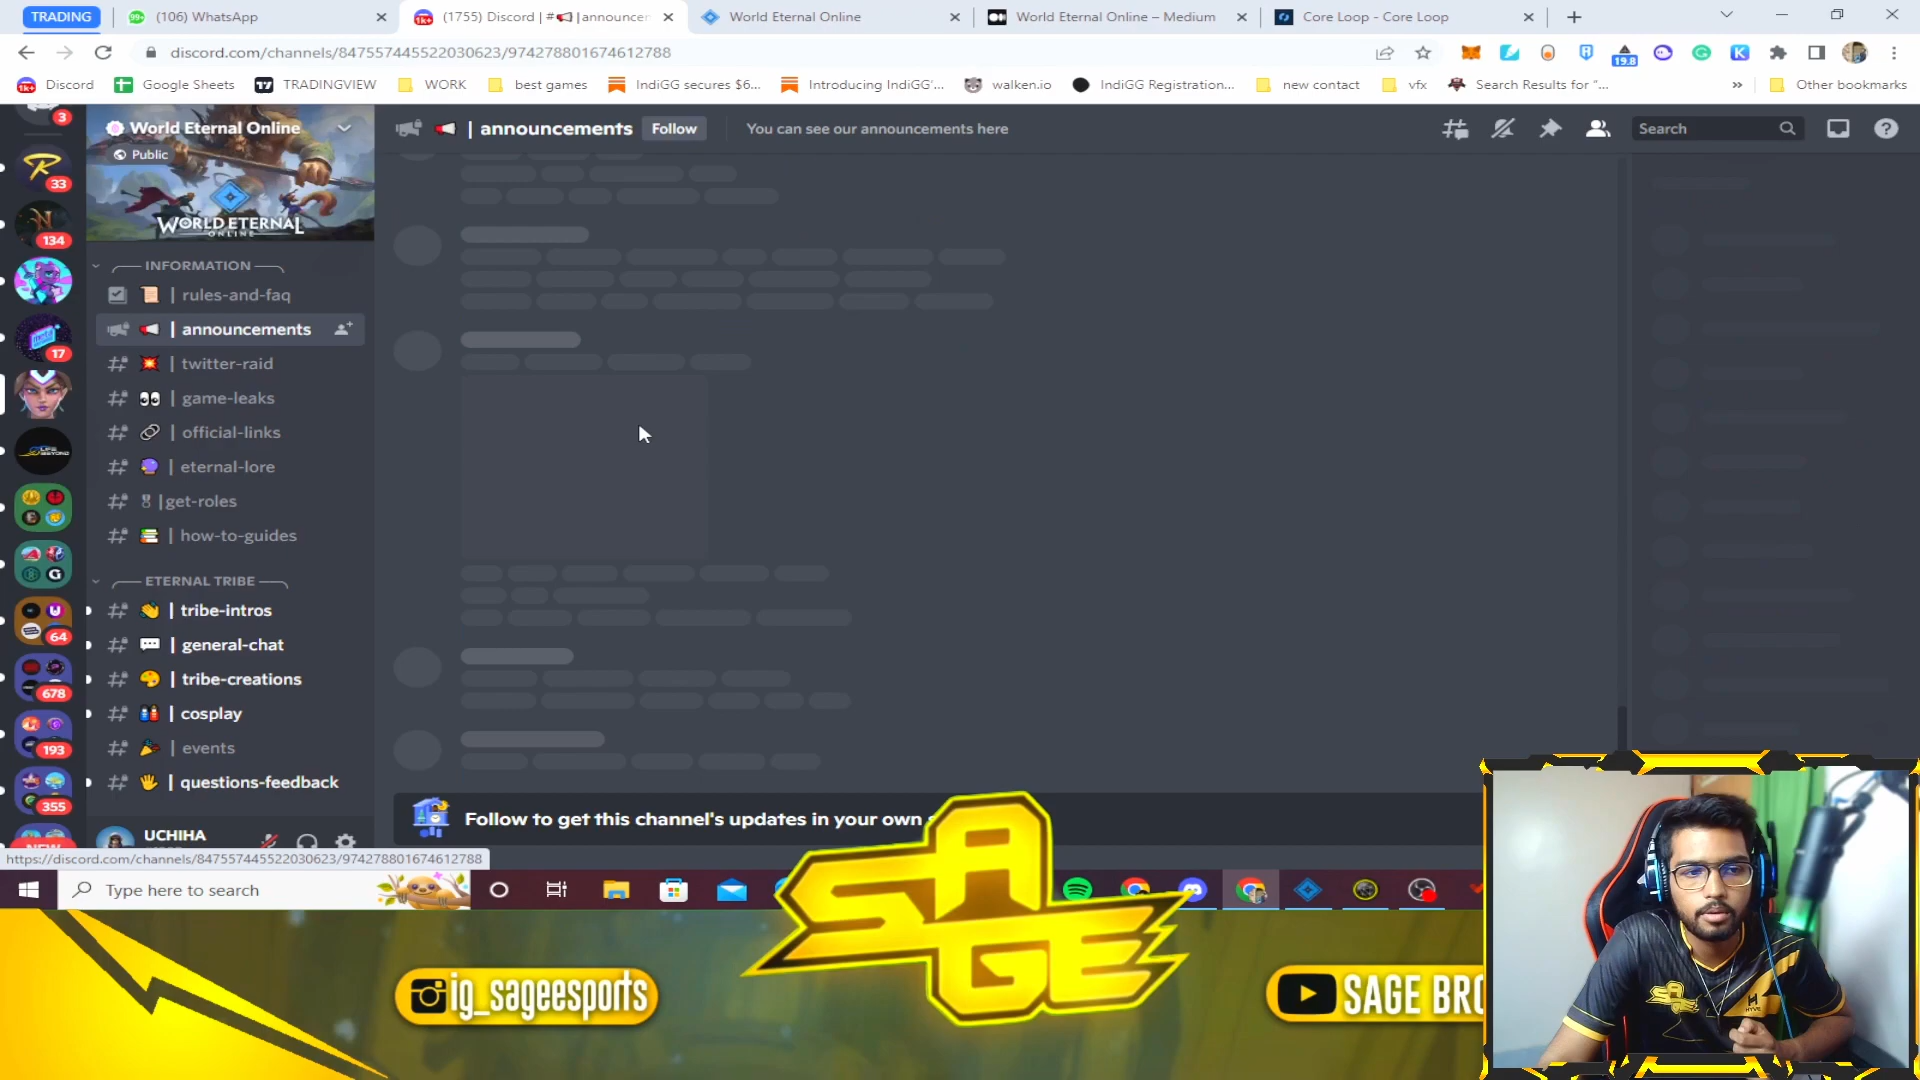 TRADING
99+ (106) WhatsApp
1k+ (1755) Discord | #📢|announcem
World Eternal Online
World Eternal Online – Medium
Core Loop - Core Loop
discord.com/channels/847557445522030623/974278801674612788
19.8
Discord
Google Sheets
TRADINGVIEW
WORK
best games
IndiGG secures $6...
Introducing IndiGG'...
walken.io
IndiGG Registration...
new contact
vfx
Search Results for "...
»
Other bookmarks
3
World Eternal Online
Public
WORLD ETERNAL
ONLINE
| announcements
Follow
You can see our announcements here
Search
33
134
17
64
678
193
355
NEW
INFORMATION
| rules-and-faq
| announcements
| twitter-raid
| game-leaks
| official-links
| eternal-lore
|get-roles
| how-to-guides
ETERNAL TRIBE
| tribe-intros
| general-chat
| tribe-creations
| cosplay
| events
| questions-feedback
Follow to get this channel's updates in your own
UCHIHA
https://discord.com/channels/847557445522030623/974278801674612788
Type here to search
SAGE
ig_sageesports
SAGE BRO